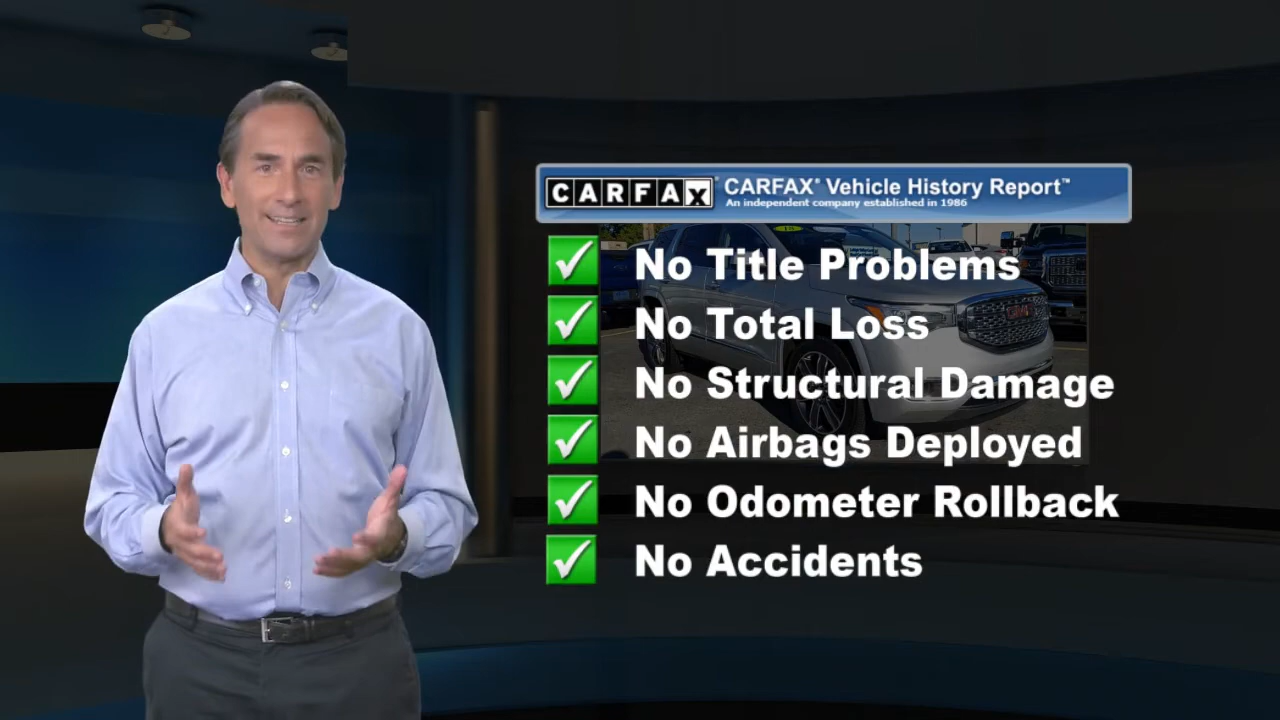 CARFAX® CARFAX® Vehicle History Report™
An independent company established in 1986
No Title Problems
No Total Loss
No Structural Damage
No Airbags Deployed
No Odometer Rollback
No Accidents
GMC